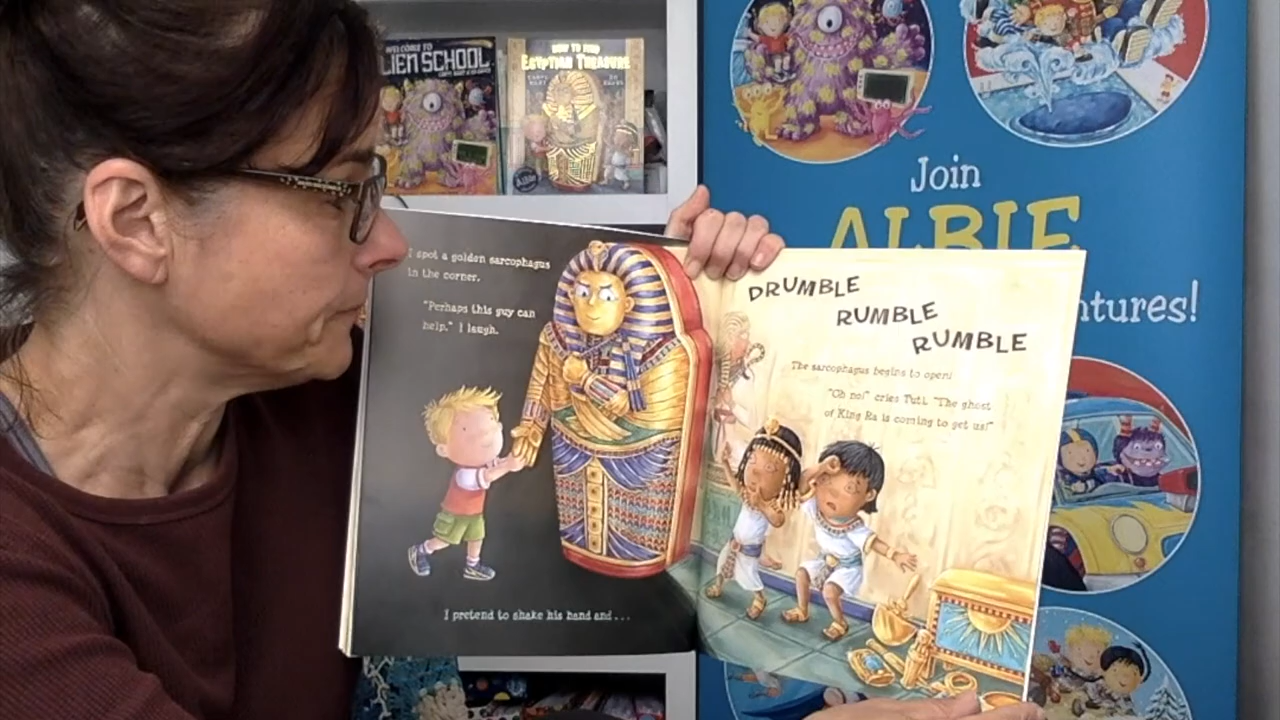 WELCOME TO
ALIEN SCHOOL
HOW TO FIND
EGYPTIAN TREASURE
Join
ALBIE
ntures!
I spot a golden sarcophagus
in the corner.
"Perhaps this guy can
help," I laugh.
I pretend to shake his hand and...
DRUMBLE
RUMBLE
RUMBLE
The sarcophagus begins to open!
"Oh no!" cries Tuti. "The ghost
of King Ra is coming to get us!"